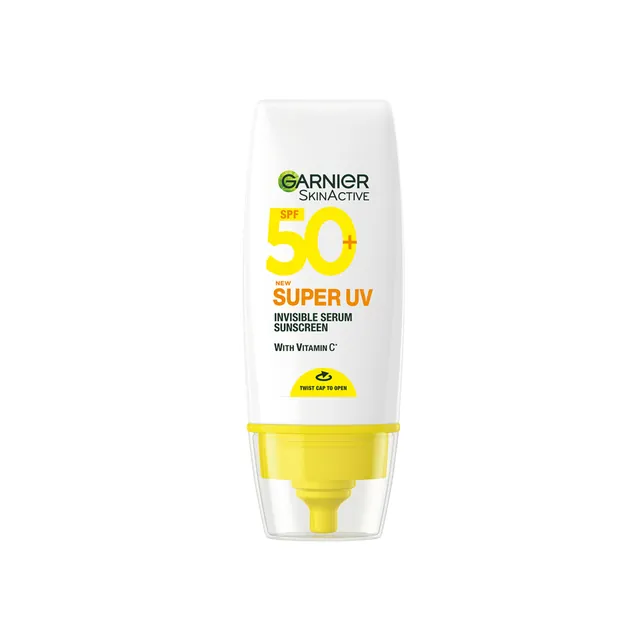 GARNIER
SKINACTIVE
SPF
50+
NEW
SUPER UV
INVISIBLE SERUM
SUNSCREEN
WITH VITAMIN C*
TWIST CAP TO OPEN